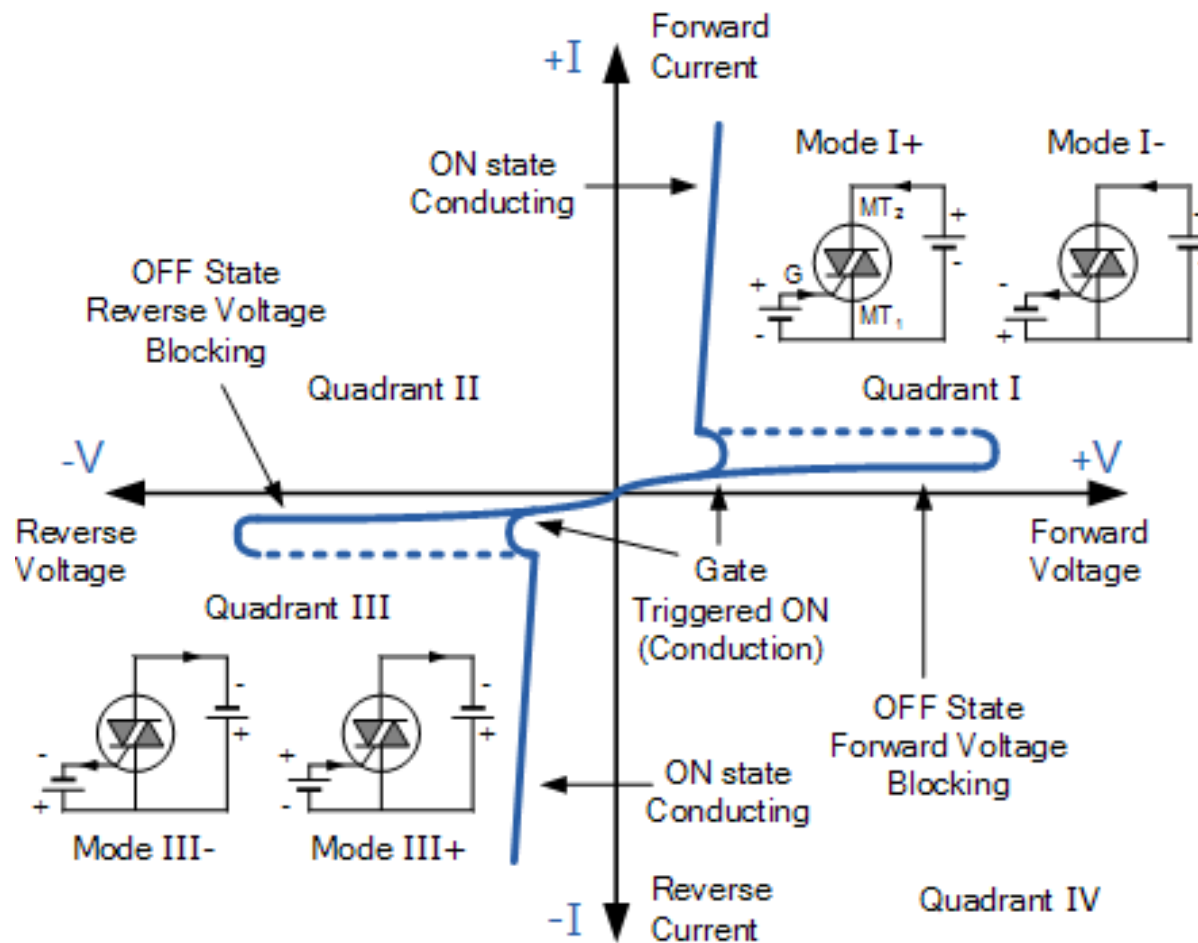 +I
Forward
Current
ON state
Conducting
Mode I+
Mode I-
MT2
+
-
G
+
-
MT1
-
+
OFF State
Reverse Voltage
Blocking
Quadrant II
Quadrant I
-V
+V
Reverse
Voltage
Forward
Voltage
Gate
Triggered ON
(Conduction)
Quadrant III
-
+
-
+
-
+
+
-
Mode III-
Mode III+
OFF State
Forward Voltage
Blocking
ON state
Conducting
-I
Reverse
Current
Quadrant IV